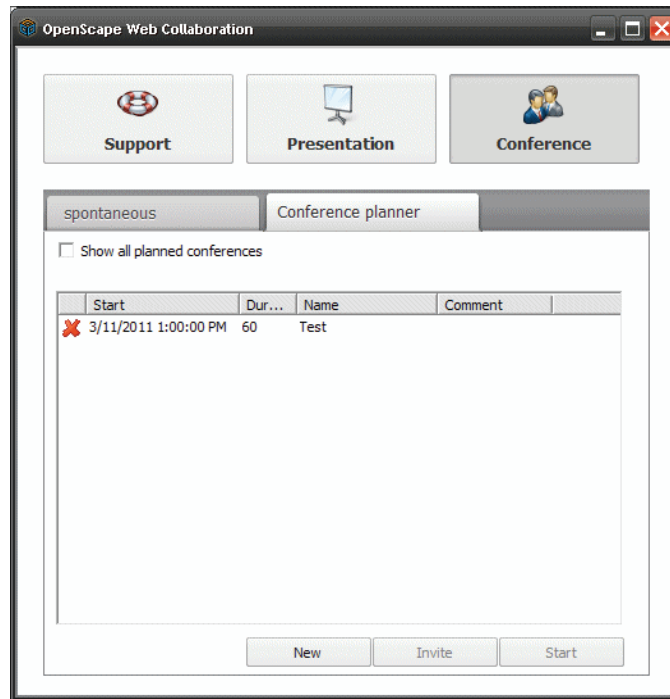 OpenScape Web Collaboration
Support Presentation Conference
spontaneous Conference planner
Show all planned conferences
Start Dur... Name Comment
3/11/2011 1:00:00 PM 60 Test
New Invite Start